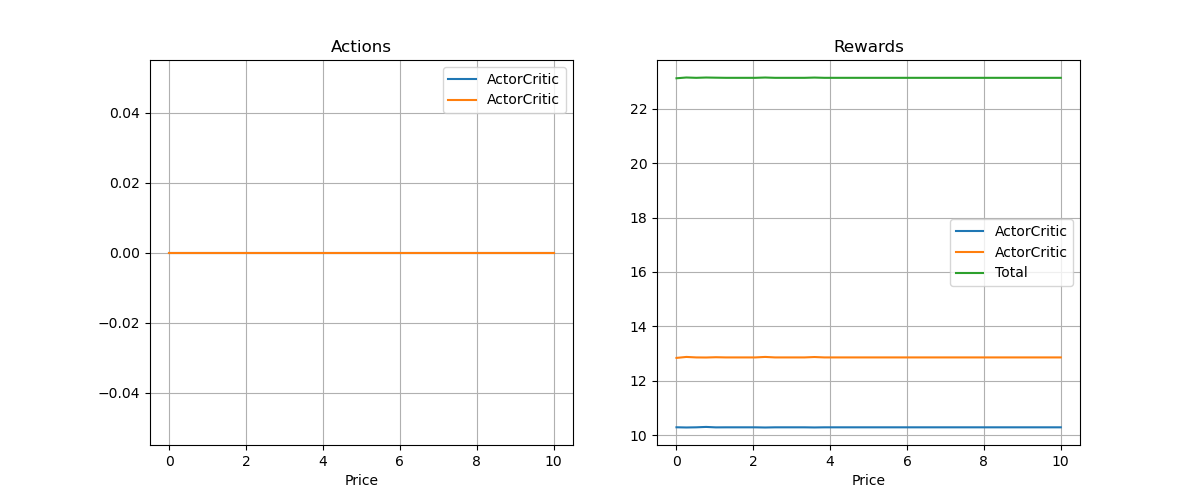 Actions
ActorCritic
ActorCritic
0.04
0.02
0.00
−0.02
−0.04
0 2 4 6 8 10
Price
Rewards
22
20
18
16
14
12
10
ActorCritic
ActorCritic
Total
0 2 4 6 8 10
Price